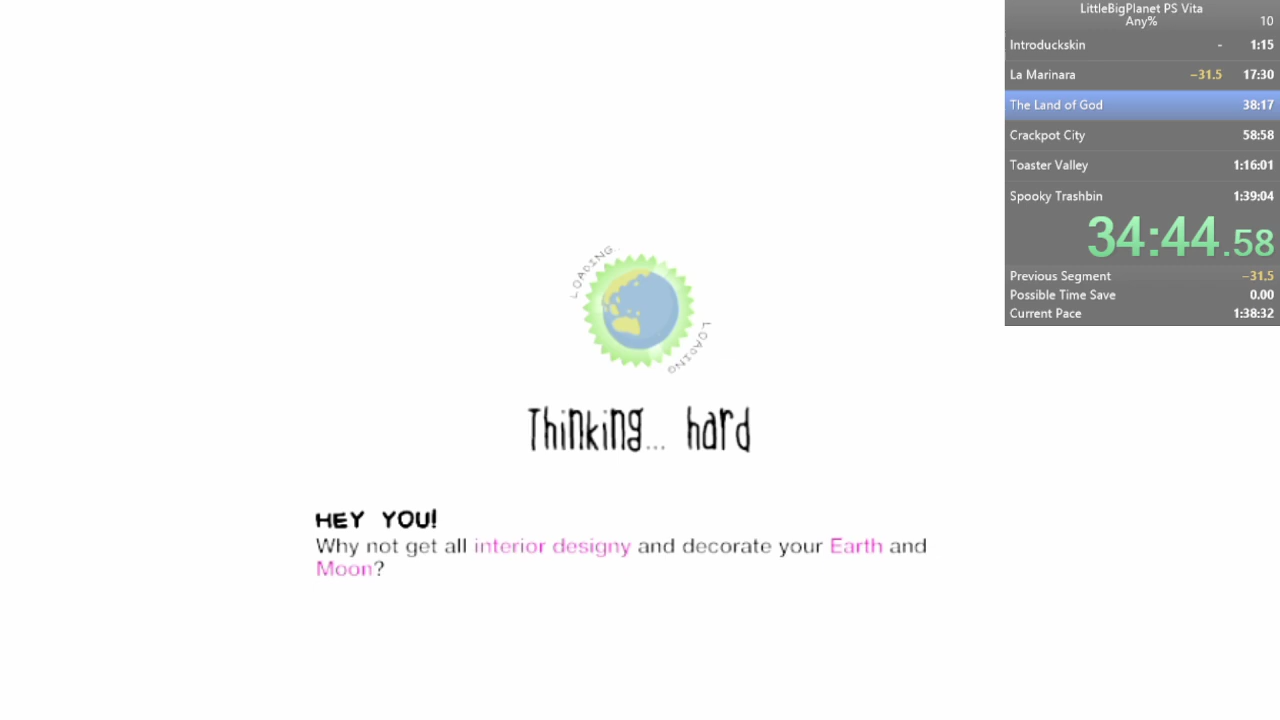 LittleBigPlanet PS Vita
Any% 10
Introduckskin - 1:15
La Marinara −31.5 17:30
The Land of God 38:17
Crackpot City 58:58
Toaster Valley 1:16:01
Spooky Trashbin 1:39:04
34:44.58
Previous Segment −31.5
Possible Time Save 0.00
Current Pace 1:38:32
LOADING...
LOADING
Thinking... hard
HEY YOU!
Why not get all interior designy and decorate your Earth and
Moon?